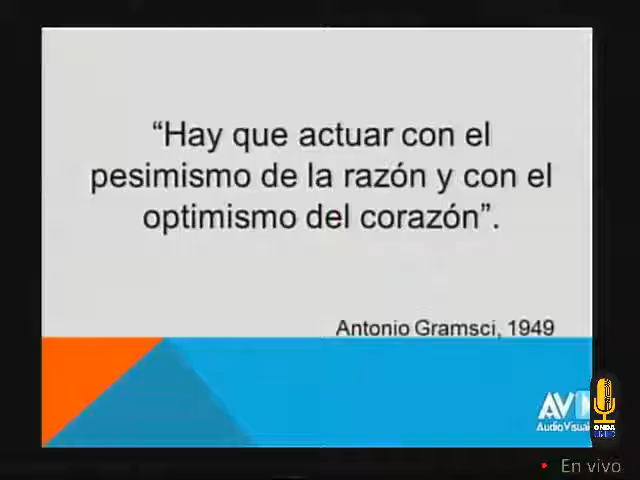 “Hay que actuar con el
pesimismo de la razón y con el
optimismo del corazón”.
Antonio Gramsci, 1949
AV
AudioVisual
ONDA
En vivo